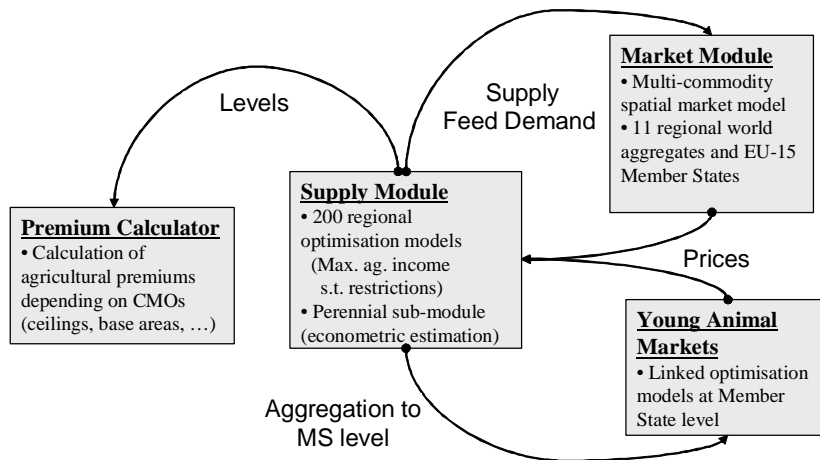 Levels
Supply
Feed Demand
Market Module
• Multi-commodity
spatial market model
• 11 regional world
aggregates and EU-15
Member States
Premium Calculator
• Calculation of
agricultural premiums
depending on CMOs
(ceilings, base areas, …)
Supply Module
• 200 regional
optimisation models
(Max. ag. income
s.t. restrictions)
• Perennial sub-module
(econometric estimation)
Prices
Young Animal
Markets
• Linked optimisation
models at Member
State level
Aggregation to
MS level